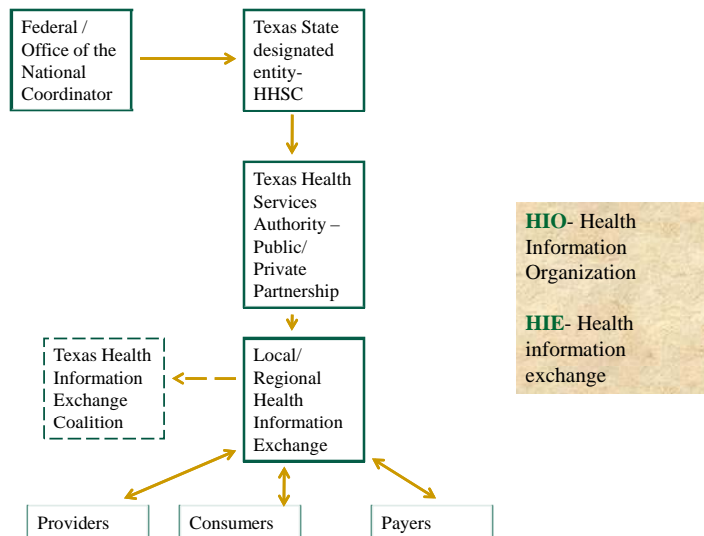 Federal /
Office of the
National
Coordinator
Texas State
designated
entity-
HHSC
Texas Health
Services
Authority –
Public/
Private
Partnership
HIO- Health
Information
Organization
HIE- Health
information
exchange
Texas Health
Information
Exchange
Coalition
Local/
Regional
Health
Information
Exchange
Providers
Consumers
Payers